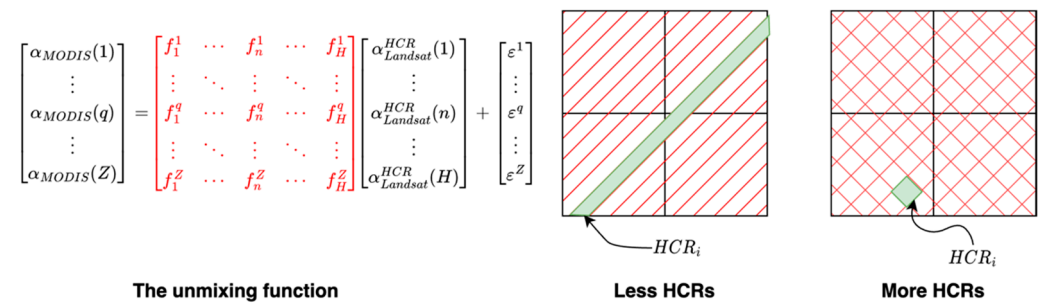 α_MODIS(1) f_1^1 ⋯ f_n^1 ⋯ f_H^1 α_Landsat^HCR(1) ε^1
⋮ ⋮ ⋱ ⋮ ⋱ ⋮ ⋮ ⋮
α_MODIS(q) = f_1^q ⋯ f_n^q ⋯ f_H^q α_Landsat^HCR(n) + ε^q
⋮ ⋮ ⋱ ⋮ ⋱ ⋮ ⋮ ⋮
α_MODIS(Z) f_1^Z ⋯ f_n^Z ⋯ f_H^Z α_Landsat^HCR(H) ε^Z
HCR_i
HCR_i
The unmixing function
Less HCRs
More HCRs